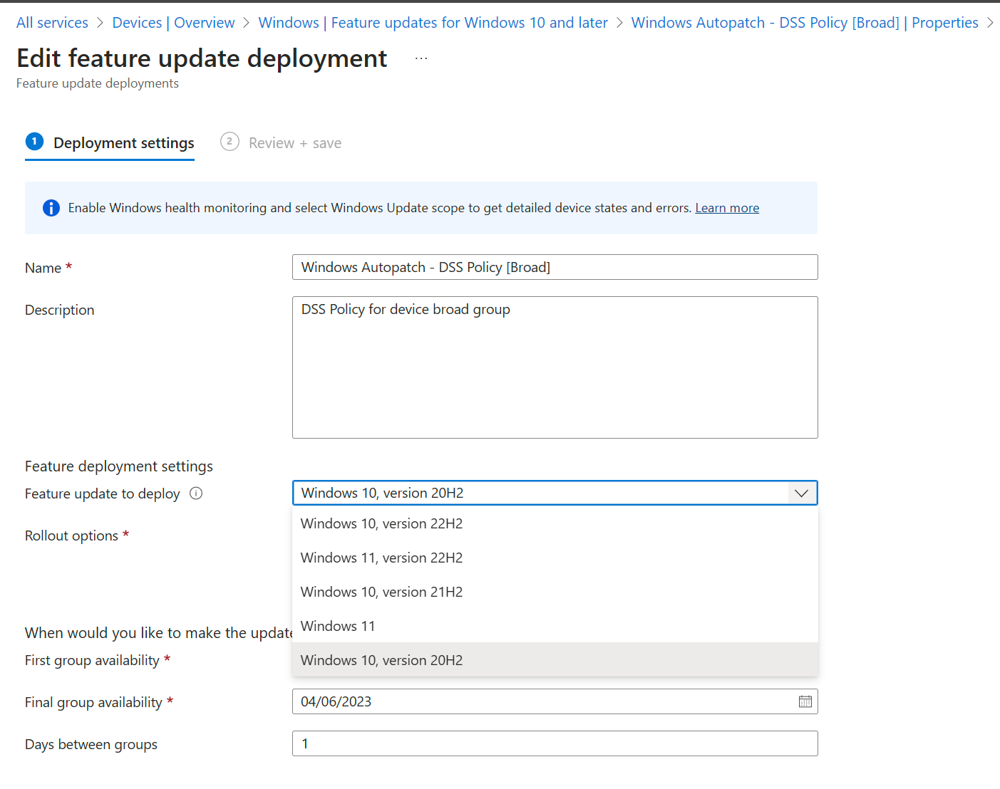 All services > Devices | Overview > Windows | Feature updates for Windows 10 and later > Windows Autopatch - DSS Policy [Broad] | Properties >
Edit feature update deployment ...
Feature update deployments
1 Deployment settings 2 Review + save
Enable Windows health monitoring and select Windows Update scope to get detailed device states and errors. Learn more
Name * Windows Autopatch - DSS Policy [Broad]
Description DSS Policy for device broad group
Feature deployment settings
Feature update to deploy Windows 10, version 20H2
Windows 10, version 22H2
Rollout options *
Windows 11, version 22H2
Windows 10, version 21H2
Windows 11
When would you like to make the update
Windows 10, version 20H2
First group availability *
Final group availability * 04/06/2023
Days between groups 1